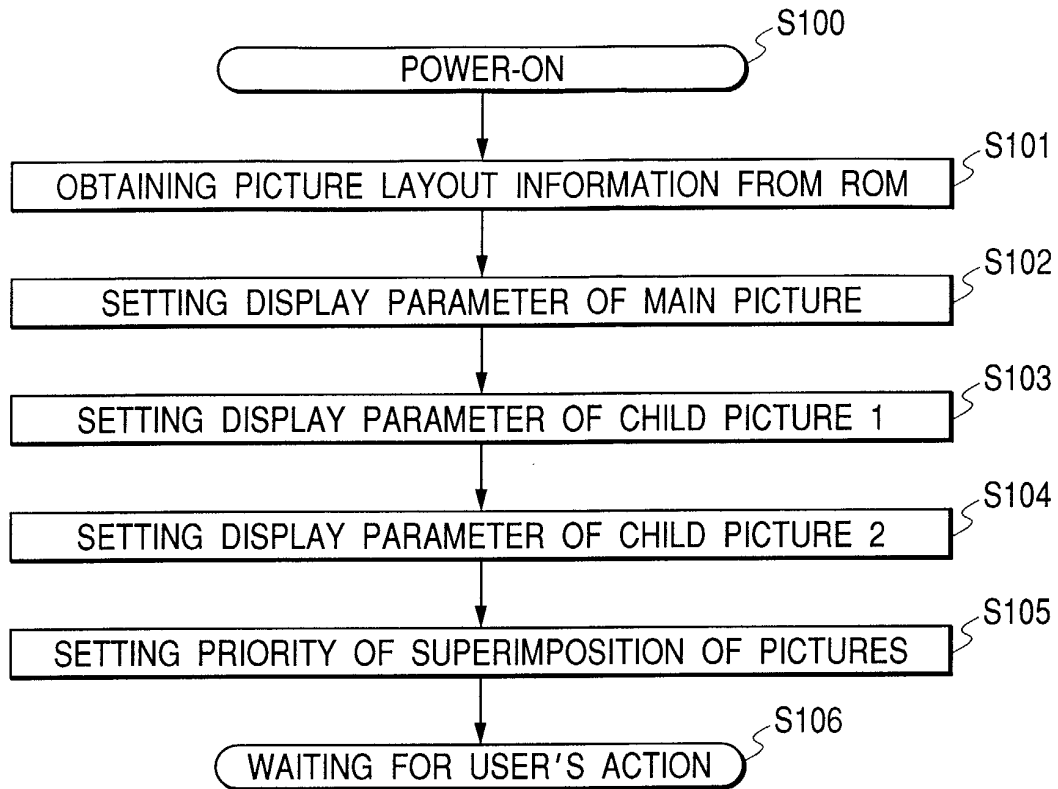 S100
POWER-ON
S101
OBTAINING PICTURE LAYOUT INFORMATION FROM ROM
S102
SETTING DISPLAY PARAMETER OF MAIN PICTURE
S103
SETTING DISPLAY PARAMETER OF CHILD PICTURE 1
S104
SETTING DISPLAY PARAMETER OF CHILD PICTURE 2
S105
SETTING PRIORITY OF SUPERIMPOSITION OF PICTURES
S106
WAITING FOR USER'S ACTION